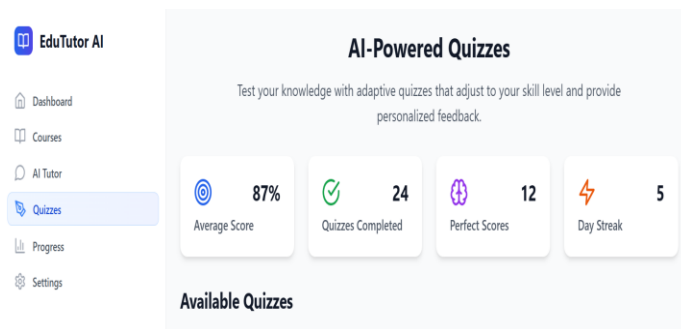 EduTutor AI
Dashboard
Courses
AI Tutor
Quizzes
Progress
Settings
AI-Powered Quizzes
Test your knowledge with adaptive quizzes that adjust to your skill level and provide
personalized feedback.
87%
Average Score
24
Quizzes Completed
12
Perfect Scores
5
Day Streak
Available Quizzes